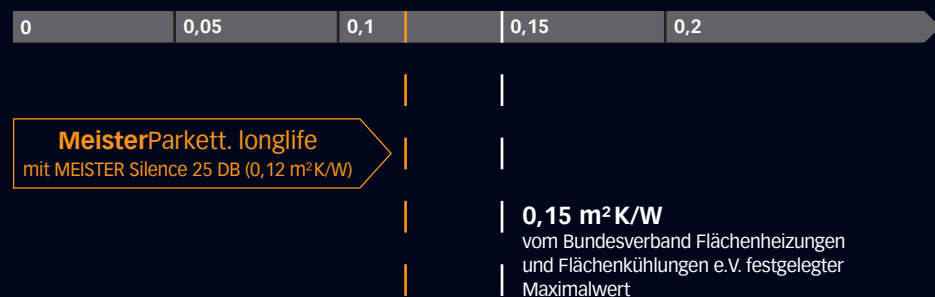 0 0,05 0,1 0,15 0,2
MeisterParkett. longlife
mit MEISTER Silence 25 DB (0,12 m²K/W)
0,15 m²K/W
vom Bundesverband Flächenheizungen
und Flächenkühlungen e.V. festgelegter
Maximalwert